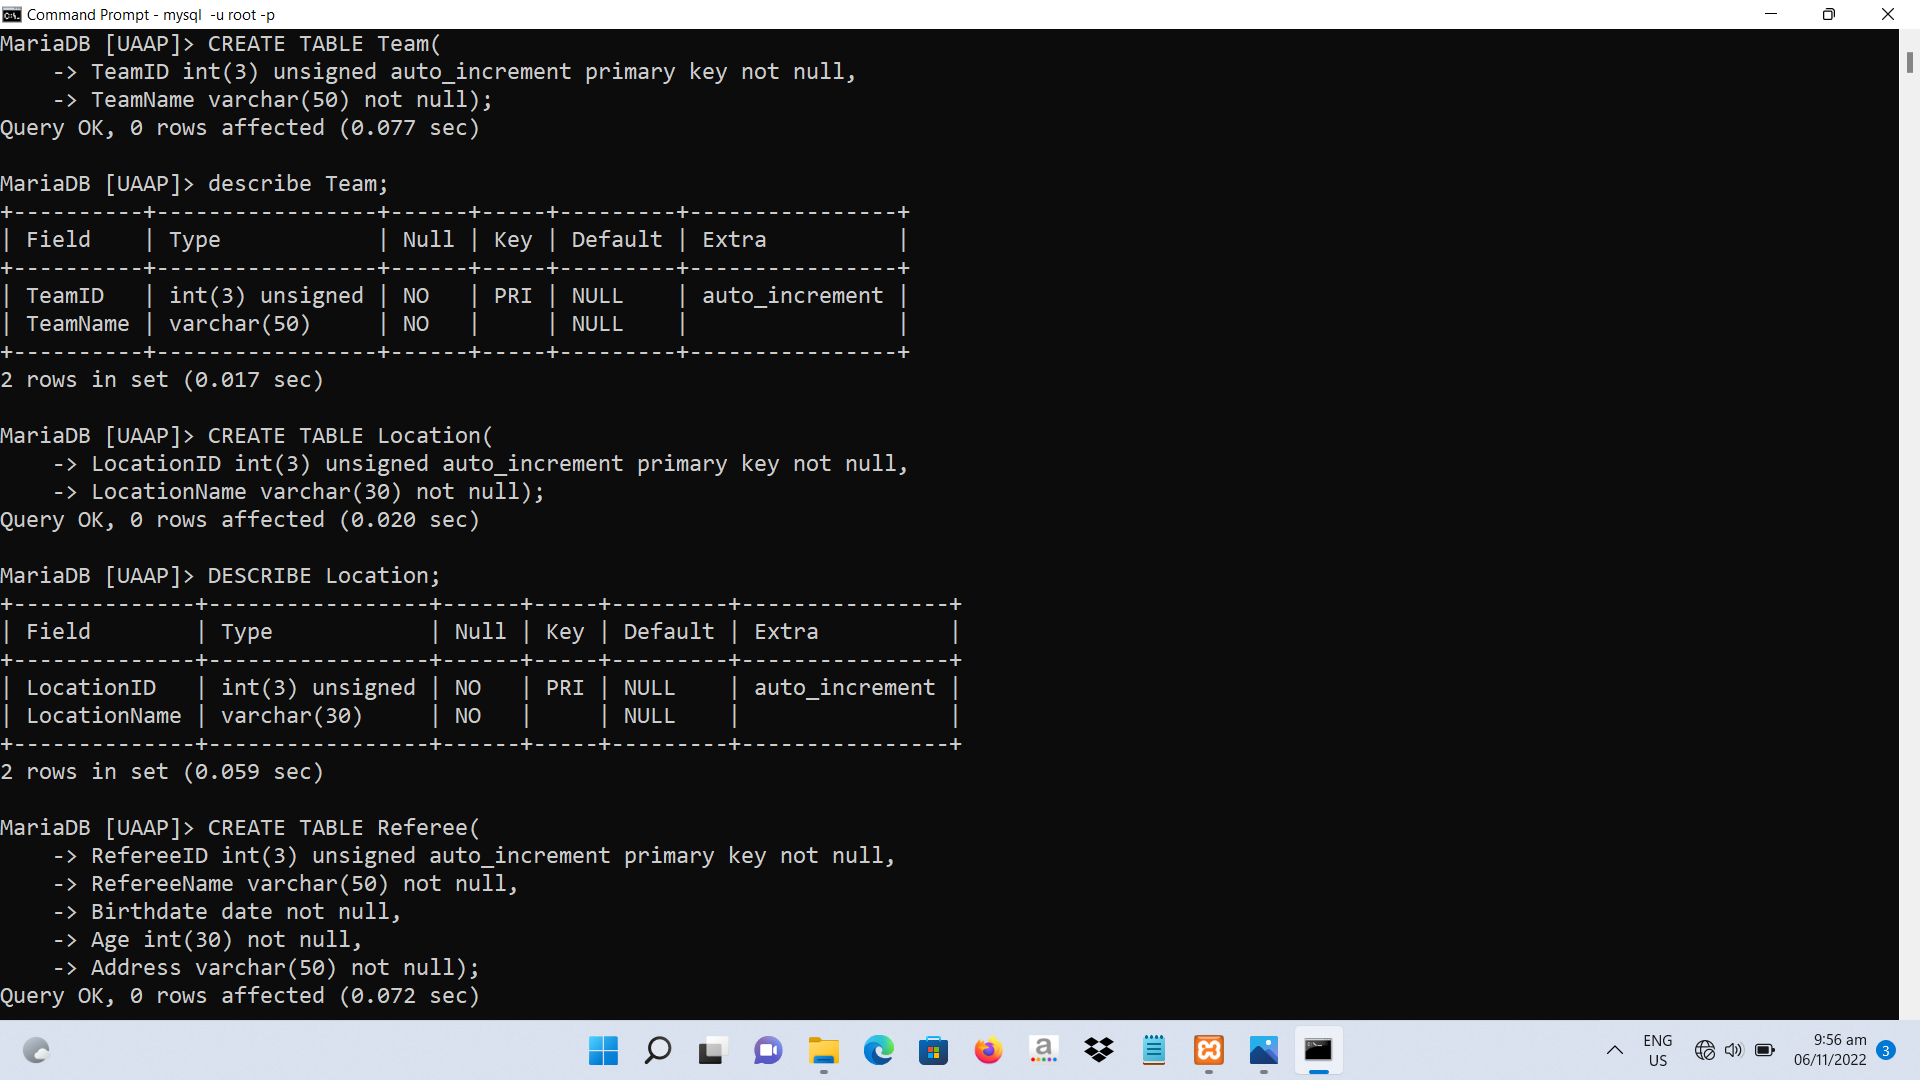 Command Prompt - mysql  -u root -p
MariaDB [UAAP]> CREATE TABLE Team(
    -> TeamID int(3) unsigned auto_increment primary key not null,
    -> TeamName varchar(50) not null);
Query OK, 0 rows affected (0.077 sec)

MariaDB [UAAP]> describe Team;
+----------+-----------------+------+-----+---------+----------------+
| Field    | Type            | Null | Key | Default | Extra          |
+----------+-----------------+------+-----+---------+----------------+
| TeamID   | int(3) unsigned | NO   | PRI | NULL    | auto_increment |
| TeamName | varchar(50)     | NO   |     | NULL    |                |
+----------+-----------------+------+-----+---------+----------------+
2 rows in set (0.017 sec)

MariaDB [UAAP]> CREATE TABLE Location(
    -> LocationID int(3) unsigned auto_increment primary key not null,
    -> LocationName varchar(30) not null);
Query OK, 0 rows affected (0.020 sec)

MariaDB [UAAP]> DESCRIBE Location;
+--------------+-----------------+------+-----+---------+----------------+
| Field        | Type            | Null | Key | Default | Extra          |
+--------------+-----------------+------+-----+---------+----------------+
| LocationID   | int(3) unsigned | NO   | PRI | NULL    | auto_increment |
| LocationName | varchar(30)     | NO   |     | NULL    |                |
+--------------+-----------------+------+-----+---------+----------------+
2 rows in set (0.059 sec)

MariaDB [UAAP]> CREATE TABLE Referee(
    -> RefereeID int(3) unsigned auto_increment primary key not null,
    -> RefereeName varchar(50) not null,
    -> Birthdate date not null,
    -> Age int(30) not null,
    -> Address varchar(50) not null);
Query OK, 0 rows affected (0.072 sec)
a
ENG
US
9:56 am
06/11/2022
3